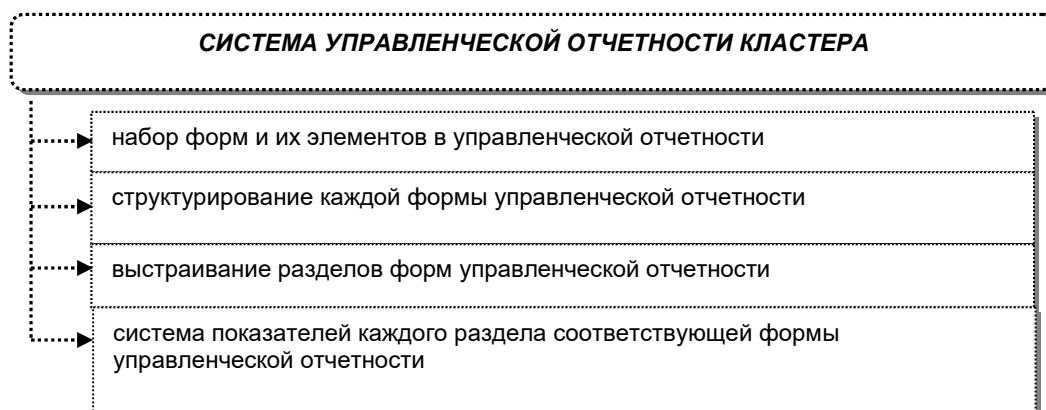 СИСТЕМА УПРАВЛЕНЧЕСКОЙ ОТЧЕТНОСТИ КЛАСТЕРА
набор форм и их элементов в управленческой отчетности
структурирование каждой формы управленческой отчетности
выстраивание разделов форм управленческой отчетности
система показателей каждого раздела соответствующей формы
управленческой отчетности